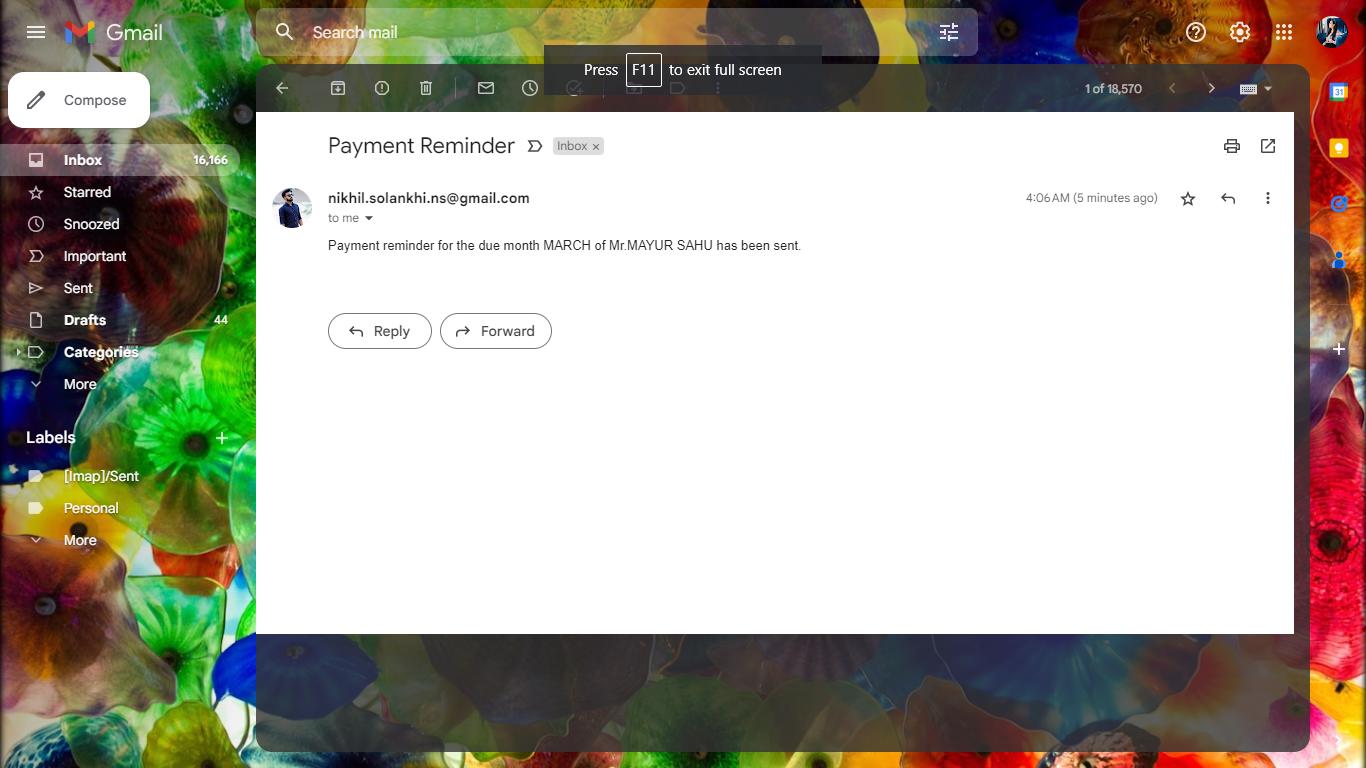 Gmail
Search mail
Press F11 to exit full screen
Compose
1 of 18,570
31
Payment Reminder
Inbox ×
Inbox 16,166
Starred
Snoozed
Important
Sent
Drafts 44
Categories
More
nikhil.solankhi.ns@gmail.com
4:06 AM (5 minutes ago)
to me
Payment reminder for the due month MARCH of Mr.MAYUR SAHU has been sent.
Reply
Forward
Labels
[Imap]/Sent
Personal
More